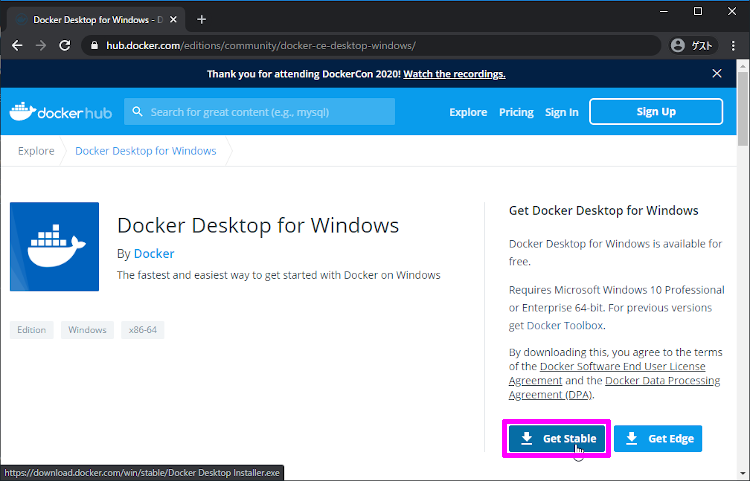 Docker Desktop for Windows - D
hub.docker.com/editions/community/docker-ce-desktop-windows/
ゲスト
Thank you for attending DockerCon 2020! Watch the recordings.
dockerhub
Search for great content (e.g., mysql)
Explore
Pricing
Sign In
Sign Up
Explore
Docker Desktop for Windows
Docker Desktop for Windows
By Docker
The fastest and easiest way to get started with Docker on Windows
Edition
Windows
x86-64
Get Docker Desktop for Windows
Docker Desktop for Windows is available for
free.
Requires Microsoft Windows 10 Professional
or Enterprise 64-bit. For previous versions
get Docker Toolbox.
By downloading this, you agree to the terms
of the Docker Software End User License
Agreement and the Docker Data Processing
Agreement (DPA).
Get Stable
Get Edge
https://download.docker.com/win/stable/Docker Desktop Installer.exe